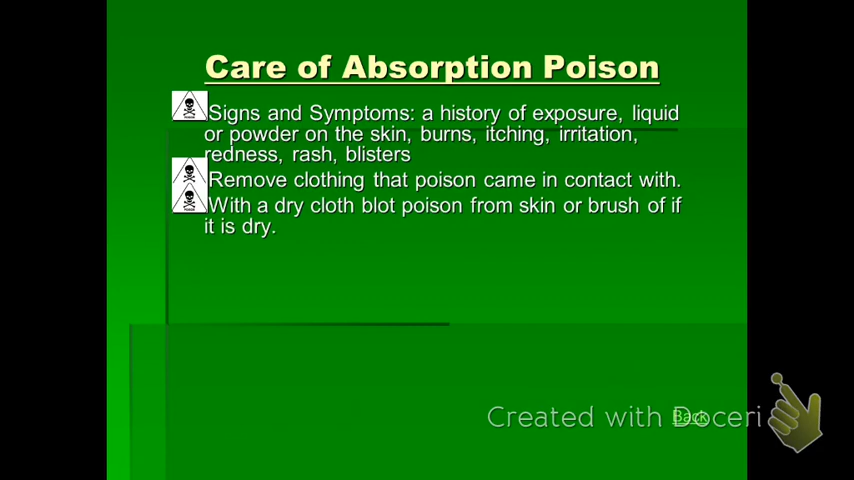 Care of Absorption Poison
Signs and Symptoms: a history of exposure, liquid
or powder on the skin, burns, itching, irritation,
redness, rash, blisters
Remove clothing that poison came in contact with.
With a dry cloth blot poison from skin or brush of if
it is dry.
Back
Created with Doceri